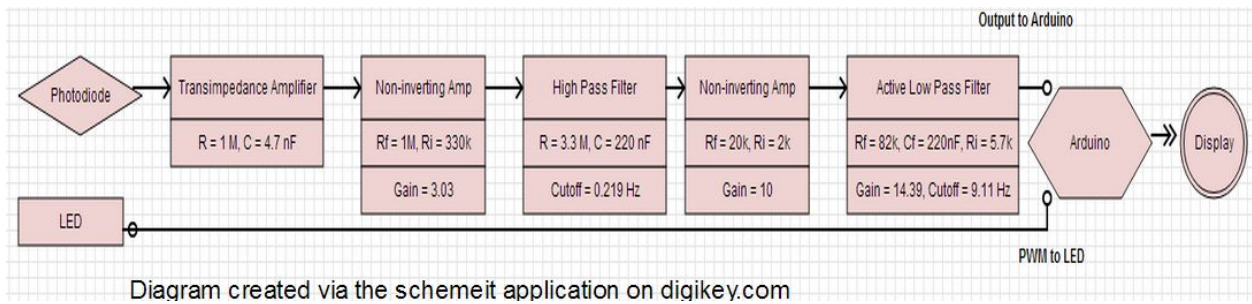 Output to Arduino
Photodiode
Transimpedance Amplifier
R = 1 M, C = 4.7 nF
Non-inverting Amp
Rf = 1M, Ri = 330k
Gain = 3.03
High Pass Filter
R = 3.3 M, C = 220 nF
Cutoff = 0.219 Hz
Non-inverting Amp
Rf = 20k, Ri = 2k
Gain = 10
Active Low Pass Filter
Rf = 82k, Cf = 220nF, Ri = 5.7k
Gain = 14.39, Cutoff = 9.11 Hz
Arduino
Display
LED
PWM to LED
Diagram created via the schemeit application on digikey.com